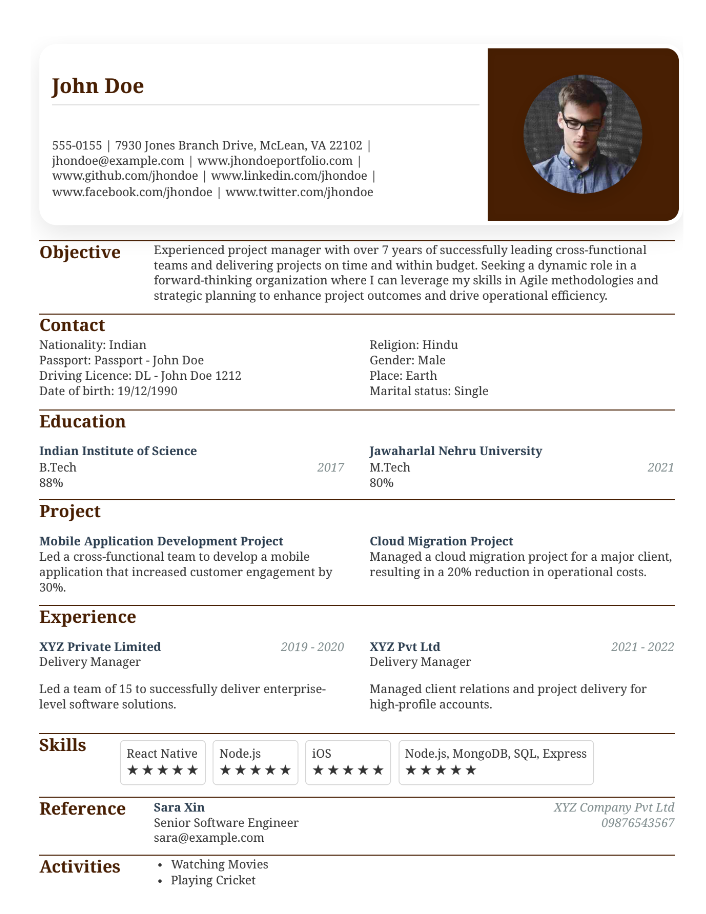 John Doe
555-0155 | 7930 Jones Branch Drive, McLean, VA 22102 |
jhondoe@example.com | www.jhondoeportfolio.com |
www.github.com/jhondoe | www.linkedin.com/jhondoe |
www.facebook.com/jhondoe | www.twitter.com/jhondoe
Objective
Experienced project manager with over 7 years of successfully leading cross-functional
teams and delivering projects on time and within budget. Seeking a dynamic role in a
forward-thinking organization where I can leverage my skills in Agile methodologies and
strategic planning to enhance project outcomes and drive operational efficiency.
Contact
Nationality: Indian
Passport: Passport - John Doe
Driving Licence: DL - John Doe 1212
Date of birth: 19/12/1990
Religion: Hindu
Gender: Male
Place: Earth
Marital status: Single
Education
Indian Institute of Science
B.Tech 2017
88%
Jawaharlal Nehru University
M.Tech 2021
80%
Project
Mobile Application Development Project
Led a cross-functional team to develop a mobile
application that increased customer engagement by
30%.
Cloud Migration Project
Managed a cloud migration project for a major client,
resulting in a 20% reduction in operational costs.
Experience
XYZ Private Limited 2019 - 2020
Delivery Manager
Led a team of 15 to successfully deliver enterprise-
level software solutions.
XYZ Pvt Ltd 2021 - 2022
Delivery Manager
Managed client relations and project delivery for
high-profile accounts.
Skills
React Native
★★★★★
Node.js
★★★★★
iOS
★★★★★
Node.js, MongoDB, SQL, Express
★★★★★
Reference
Sara Xin
Senior Software Engineer
sara@example.com
XYZ Company Pvt Ltd
09876543567
Activities
• Watching Movies
• Playing Cricket